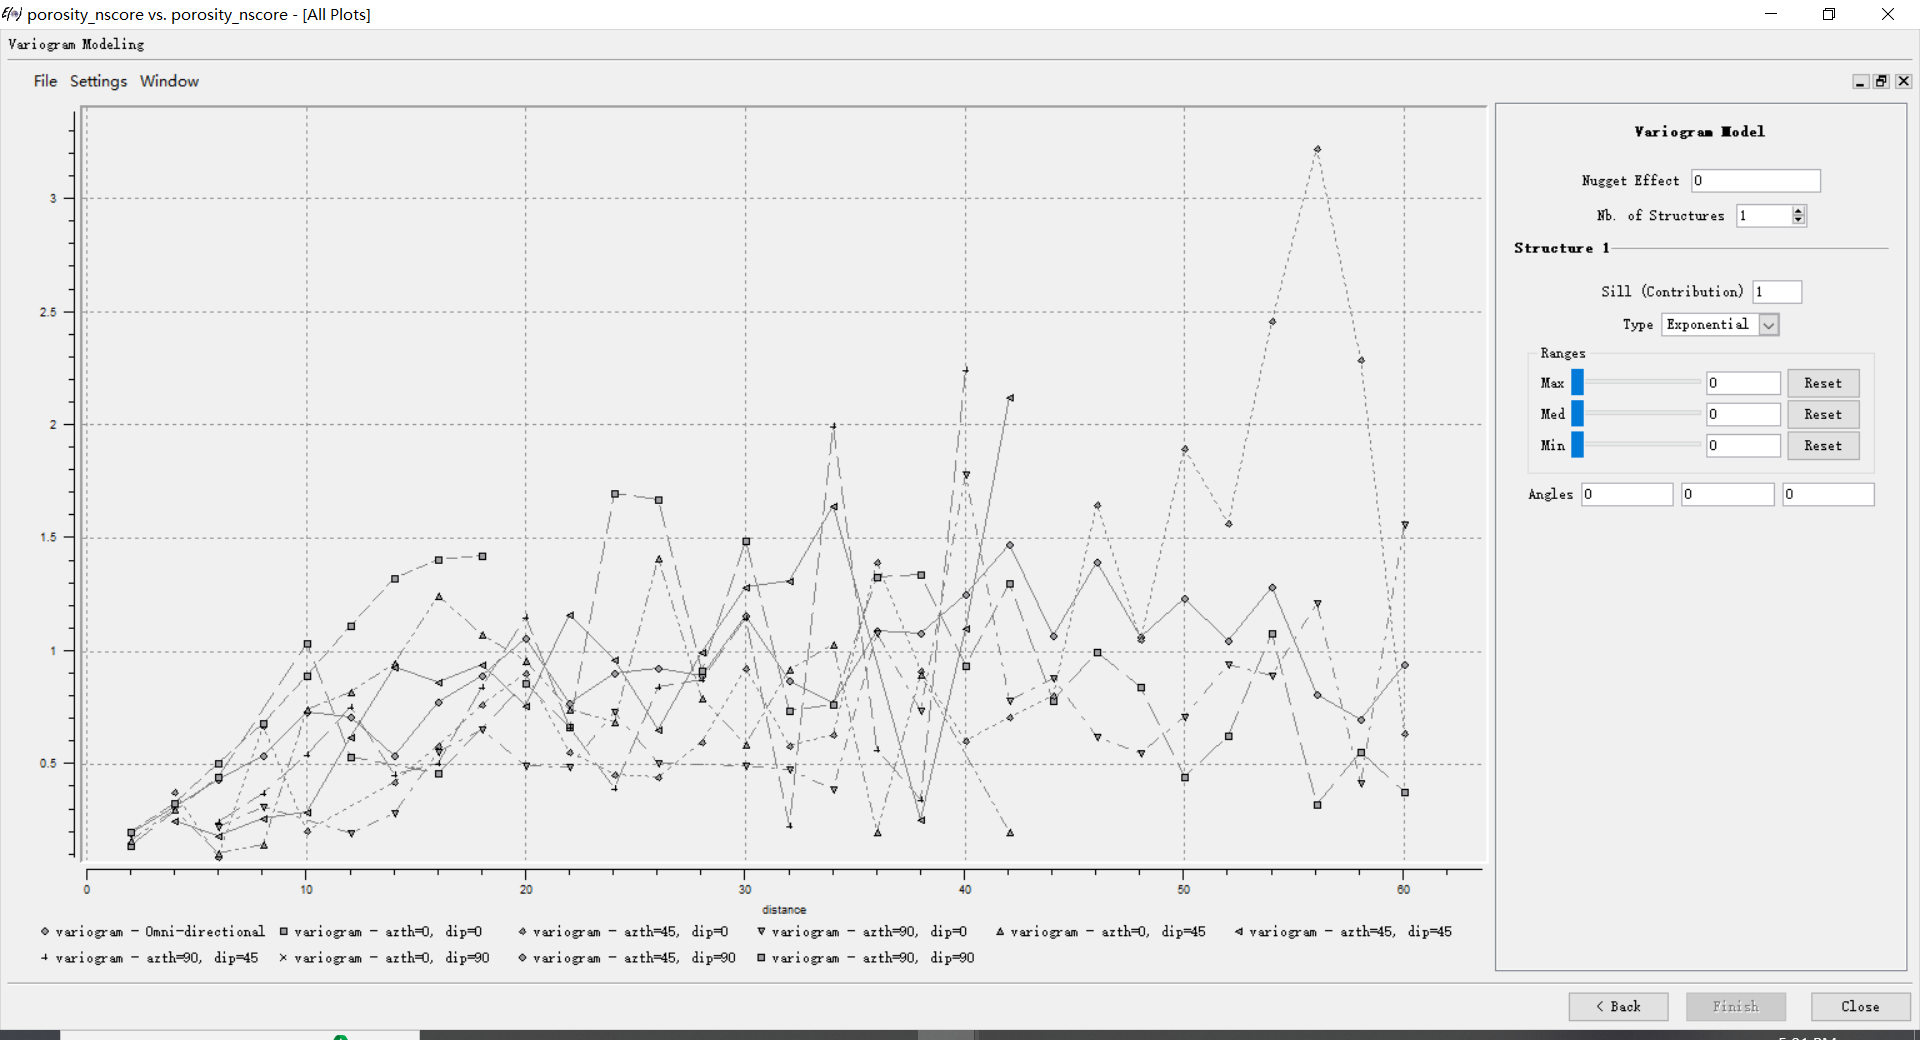 porosity_nscore vs. porosity_nscore - [All Plots]
Variogram Modeling
File Settings Window
3
2.5
2
1.5
1
0.5
0 10 20 30 40 50 60
distance
variogram - Omni-directional variogram - azth=0, dip=0 variogram - azth=45, dip=0 variogram - azth=90, dip=0 variogram - azth=0, dip=45 variogram - azth=45, dip=45
variogram - azth=90, dip=45 variogram - azth=0, dip=90 variogram - azth=45, dip=90 variogram - azth=90, dip=90
Variogram Model
Nugget Effect 0
Nb. of Structures 1
Structure 1
Sill (Contribution) 1
Type Exponential
Ranges
Max 0 Reset
Med 0 Reset
Min 0 Reset
Angles 0 0 0
< Back Finish Close